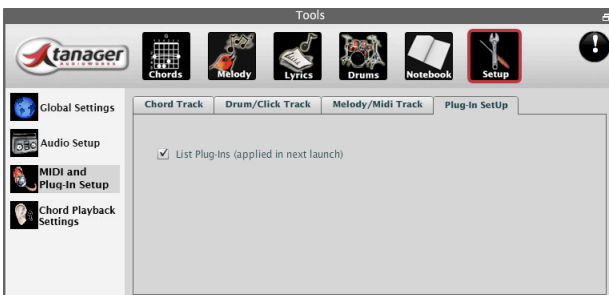 Tools
tanager
AUDIOWORKS
Chords
Melody
Lyrics
Drums
Notebook
Setup
!
Global Settings
Audio Setup
MIDI and
Plug-In Setup
Chord Playback
Settings
Chord Track
Drum/Click Track
Melody/Midi Track
Plug-In SetUp
List Plug-Ins (applied in next launch)